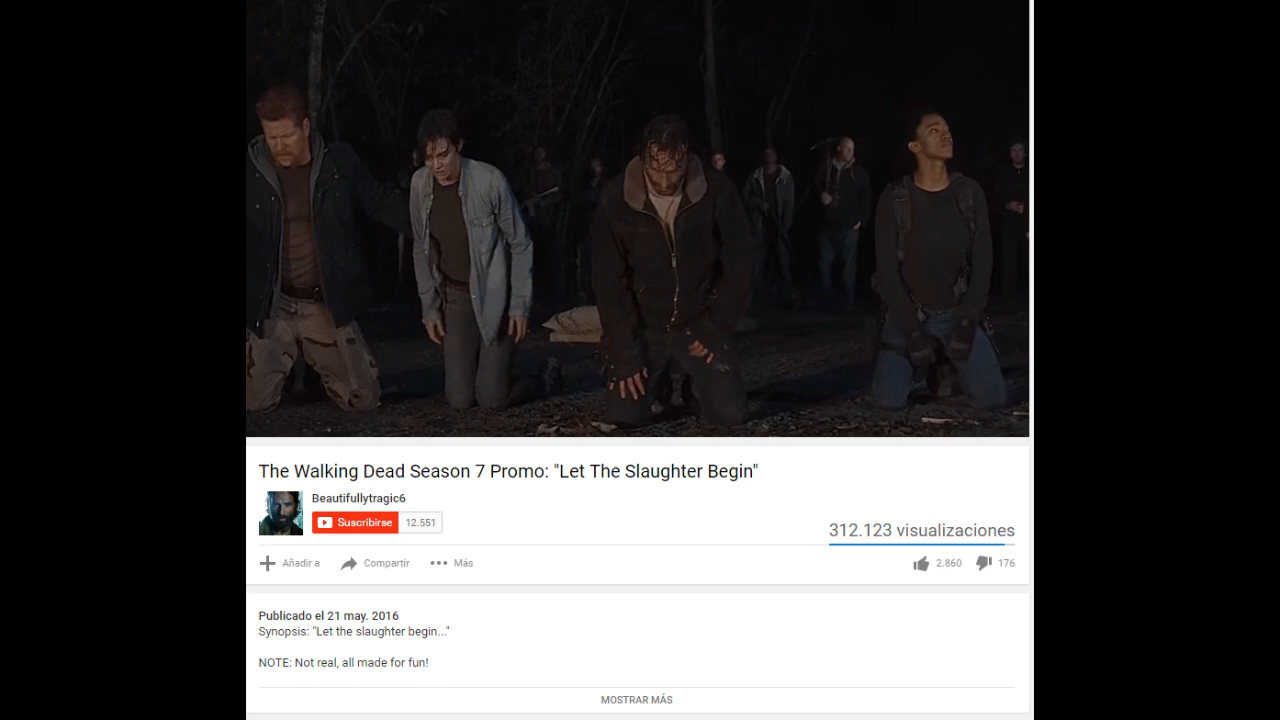 The Walking Dead Season 7 Promo: "Let The Slaughter Begin"
Beautifullytragic6
Suscribirse 12.551
312.123 visualizaciones
Añadir a Compartir Más 2.860 176
Publicado el 21 may. 2016
Synopsis: "Let the slaughter begin..."
NOTE: Not real, all made for fun!
MOSTRAR MÁS